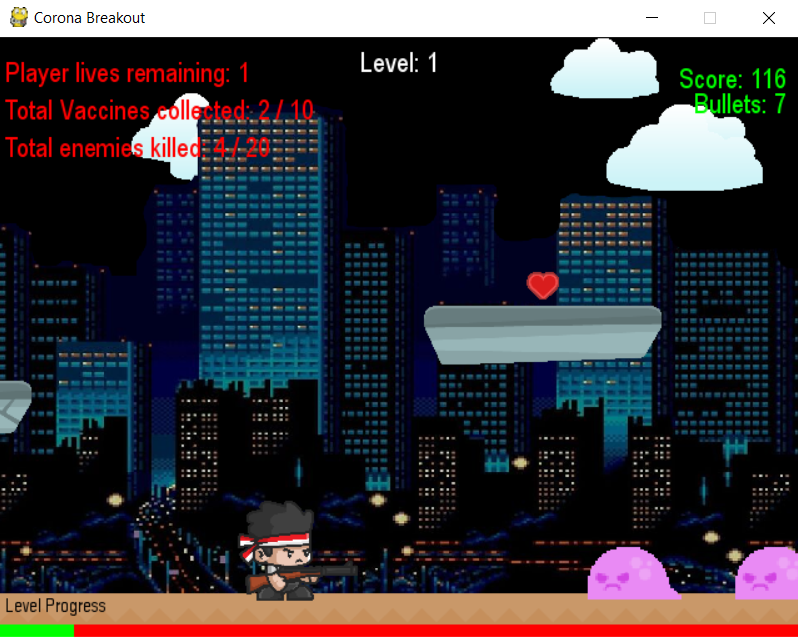 Corona Breakout
Level: 1
Player lives remaining: 1
Score: 116
Total Vaccines collected: 2 / 10
Bullets: 7
Total enemies killed: 4 / 20
Level Progress